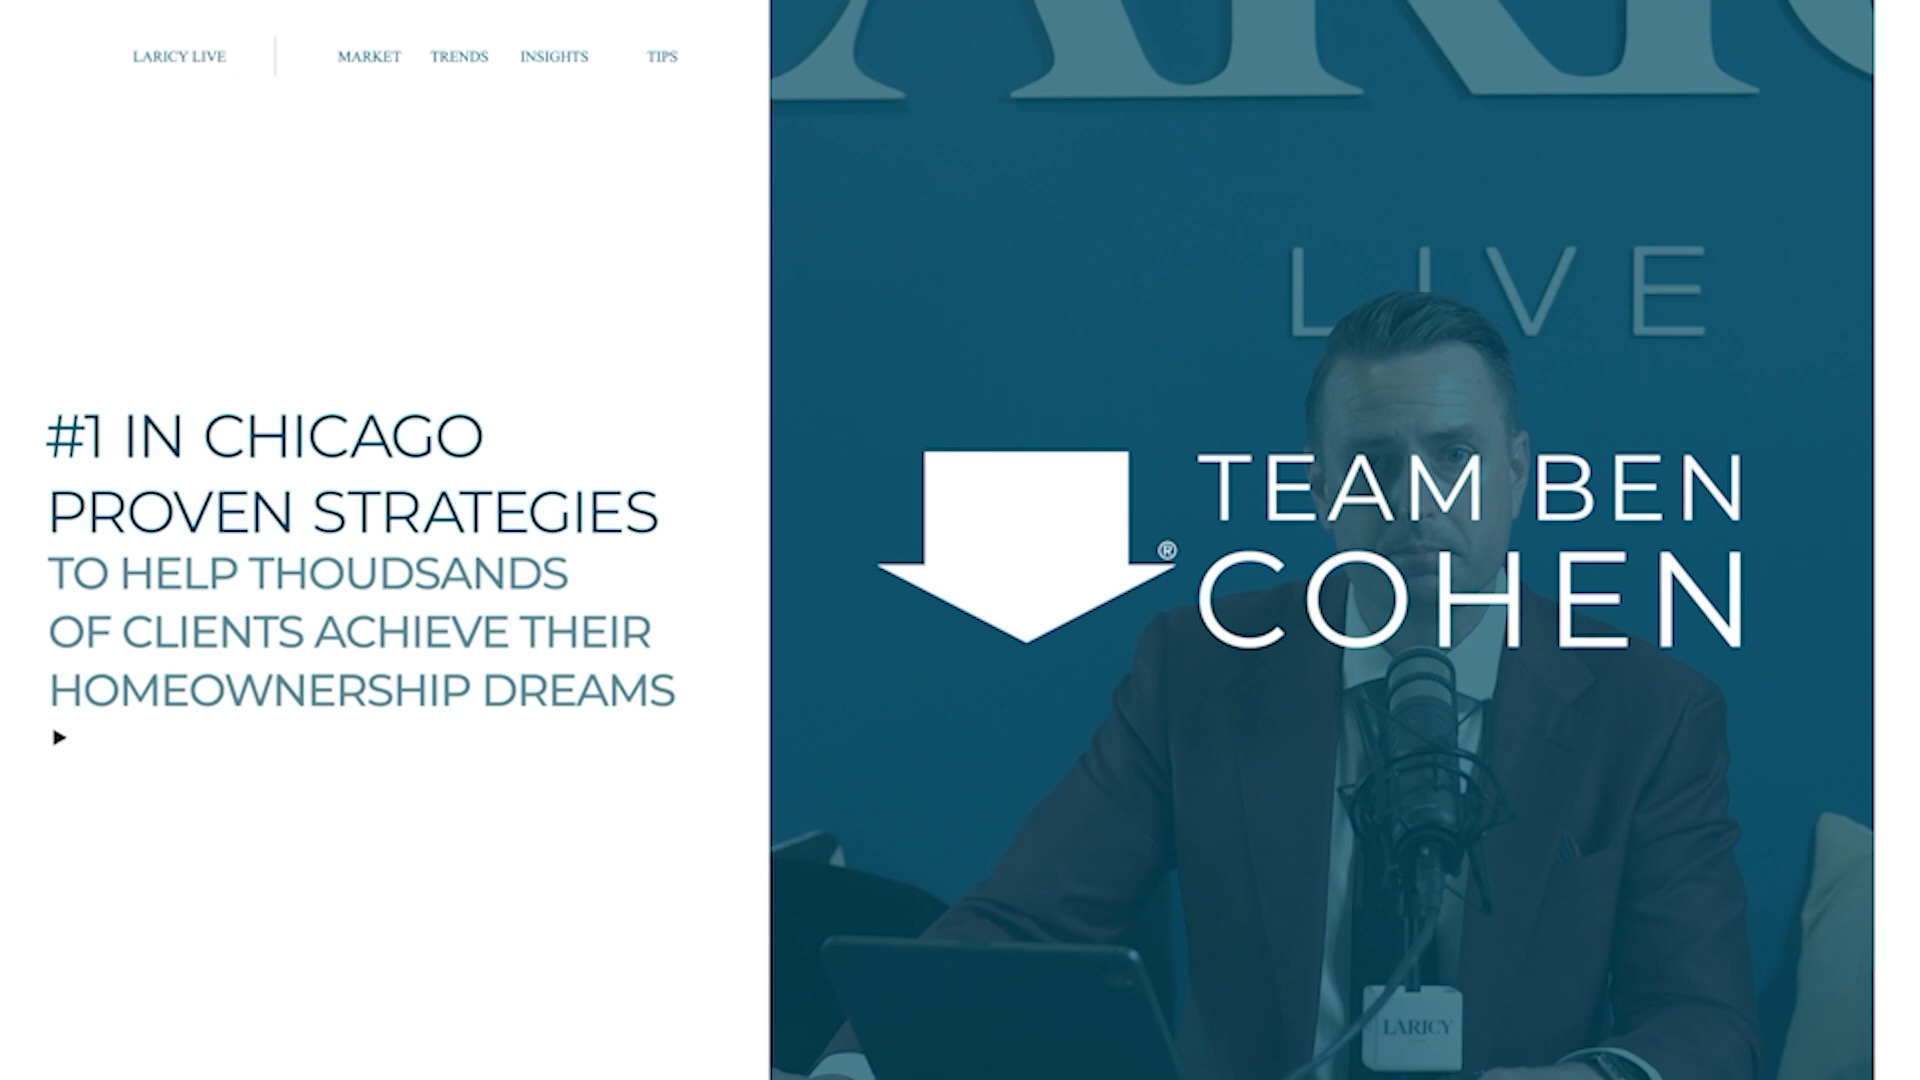 LARICY LIVE MARKET TRENDS INSIGHTS TIPS
#1 IN CHICAGO
PROVEN STRATEGIES
TO HELP THOUDSANDS
OF CLIENTS ACHIEVE THEIR
HOMEOWNERSHIP DREAMS
LIVE
TEAM BEN
COHEN
®
LARICY